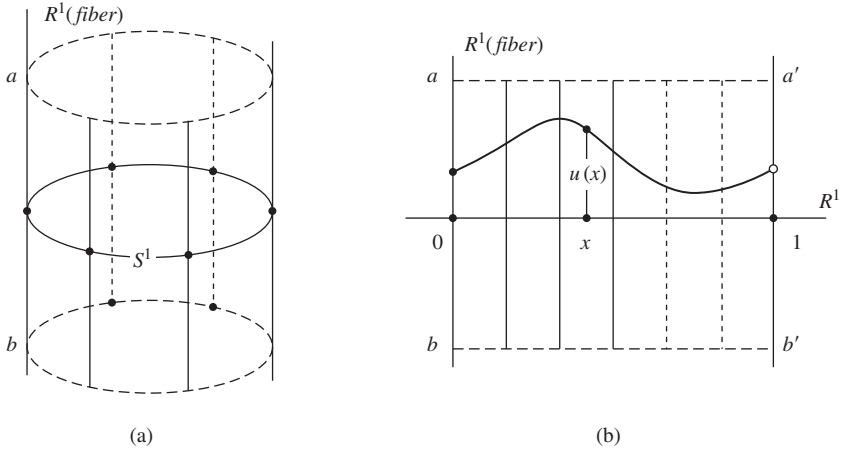 R¹(fiber)
a
S¹
b
(a)
R¹(fiber)
a a′
u(x)
R¹
0 x 1
b b′
(b)